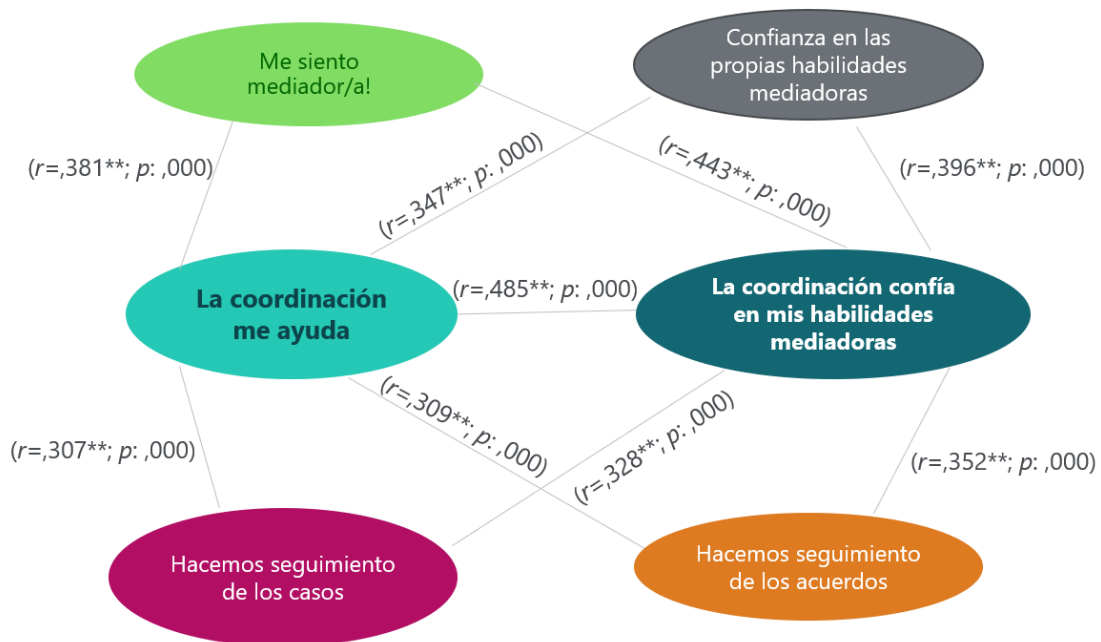 Me siento
mediador/a!
Confianza en las
propias habilidades
mediadoras
(r=,381**; p: ,000)
(r=,347**; p: ,000)
(r=,443**; p: ,000)
(r=,396**; p: ,000)
La coordinación
me ayuda
(r=,485**; p: ,000)
La coordinación confía
en mis habilidades
mediadoras
(r=,307**; p: ,000)
(r=,309**; p: ,000)
(r=,328**; p: ,000)
(r=,352**; p: ,000)
Hacemos seguimiento
de los casos
Hacemos seguimiento
de los acuerdos